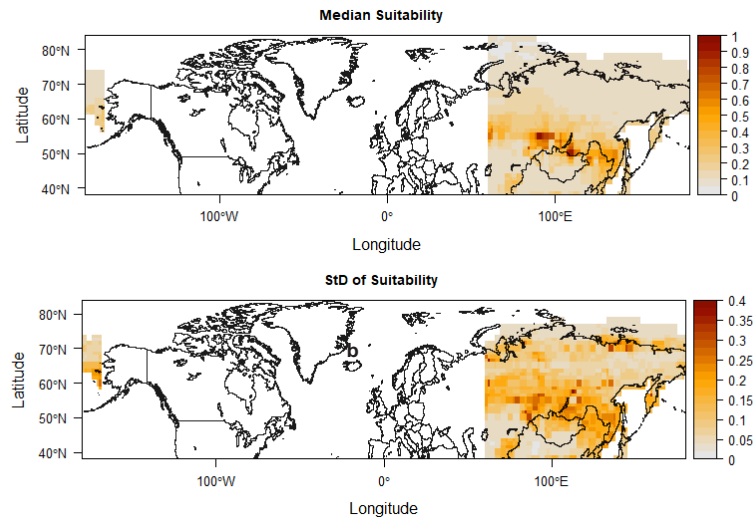 Median Suitability
80°N
70°N
60°N
50°N
40°N
Latitude
100°W
0°
100°E
Longitude
1
0.9
0.8
0.7
0.6
0.5
0.4
0.3
0.2
0.1
0
StD of Suitability
80°N
70°N
60°N
50°N
40°N
Latitude
b
100°W
0°
100°E
Longitude
0.4
0.35
0.3
0.25
0.2
0.15
0.1
0.05
0